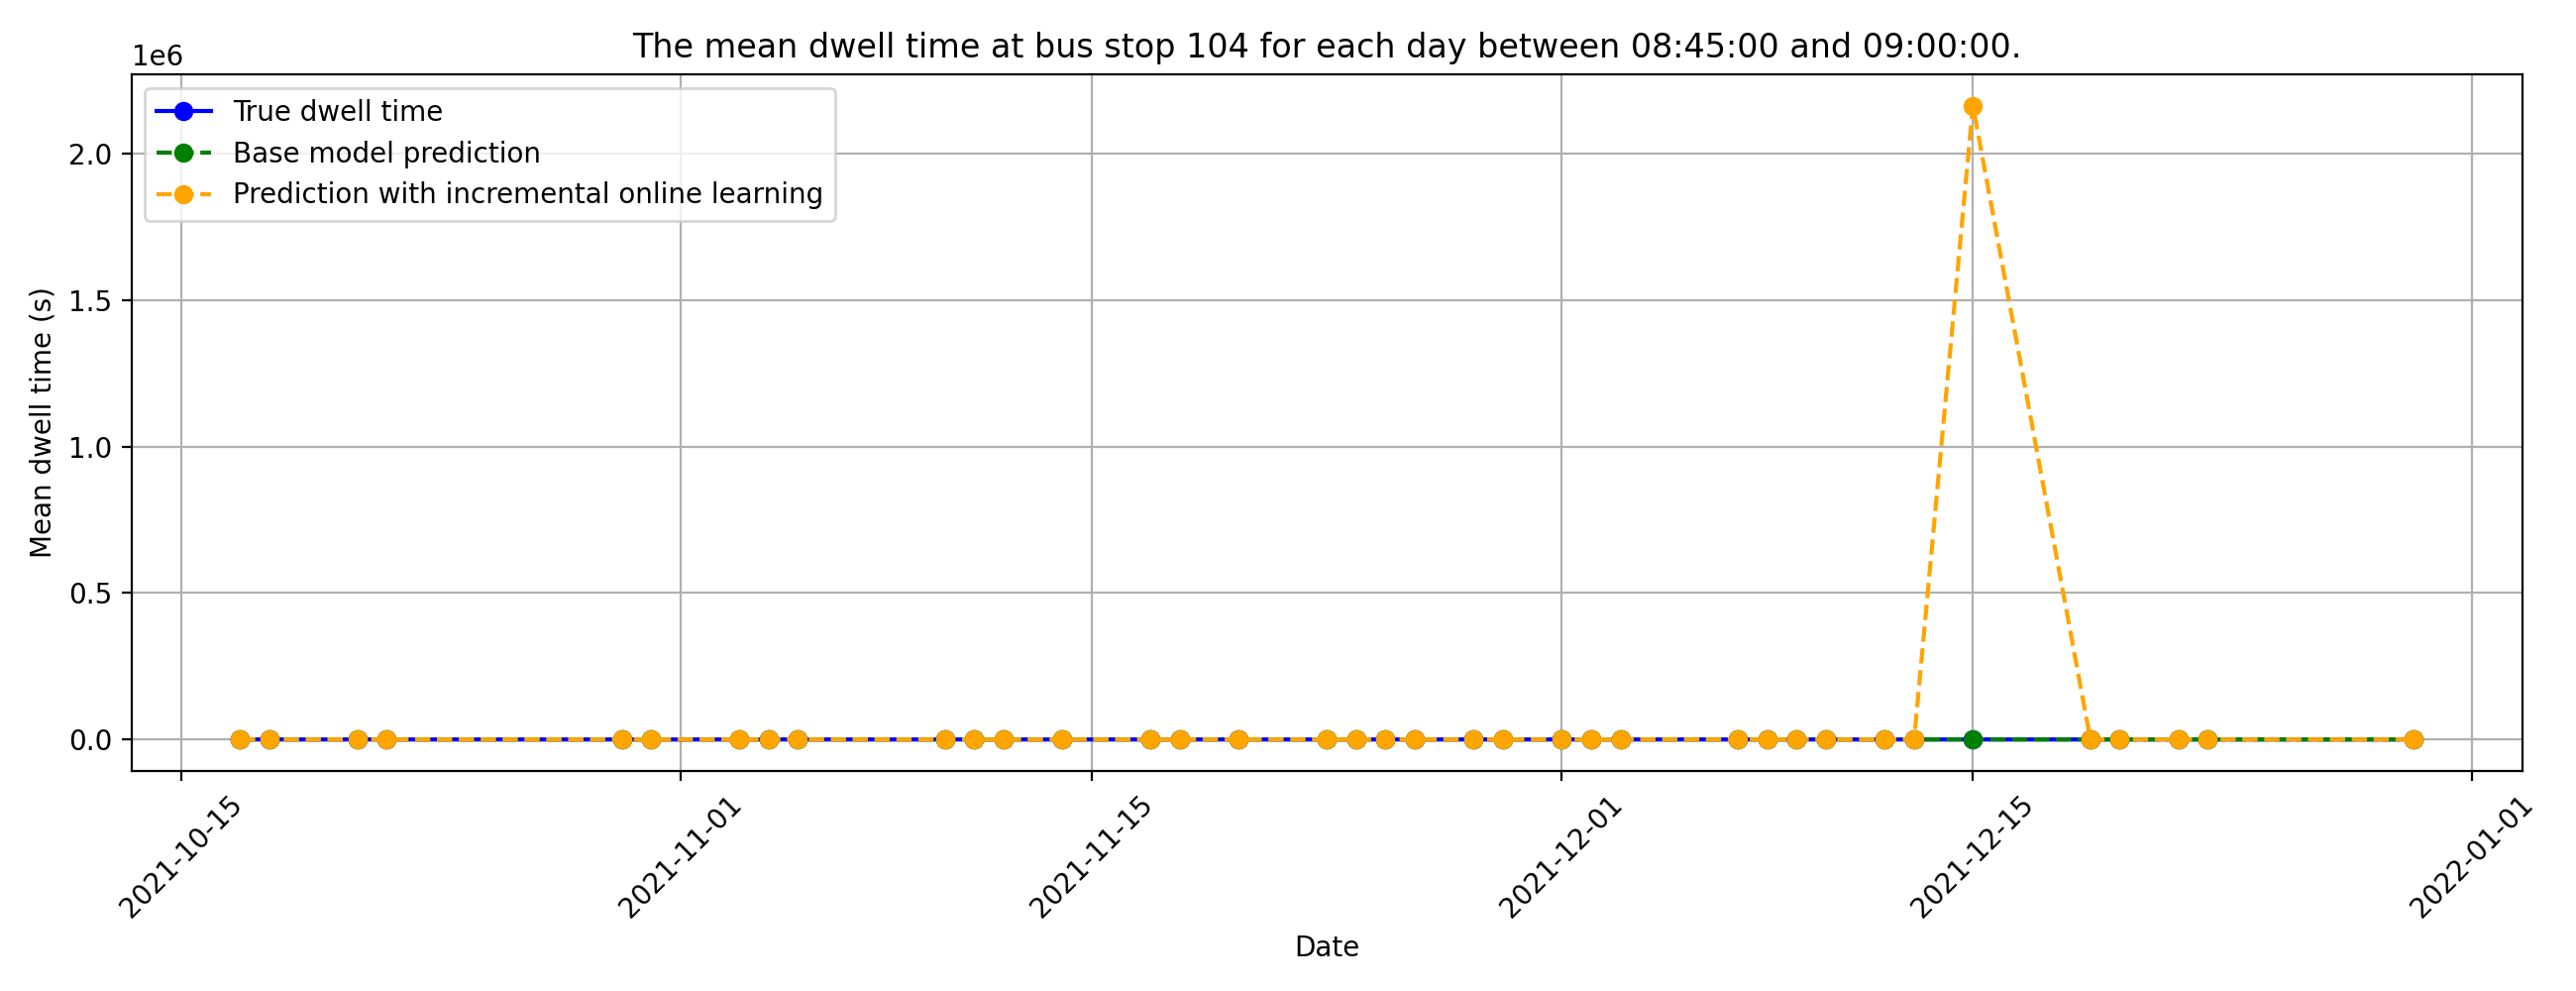 The mean dwell time at bus stop 104 for each day between 08:45:00 and 09:00:00.
1e6
True dwell time
Base model prediction
Prediction with incremental online learning
2.0
1.5
1.0
0.5
0.0
Mean dwell time (s)
2021-10-15
2021-11-01
2021-11-15
2021-12-01
2021-12-15
2022-01-01
Date